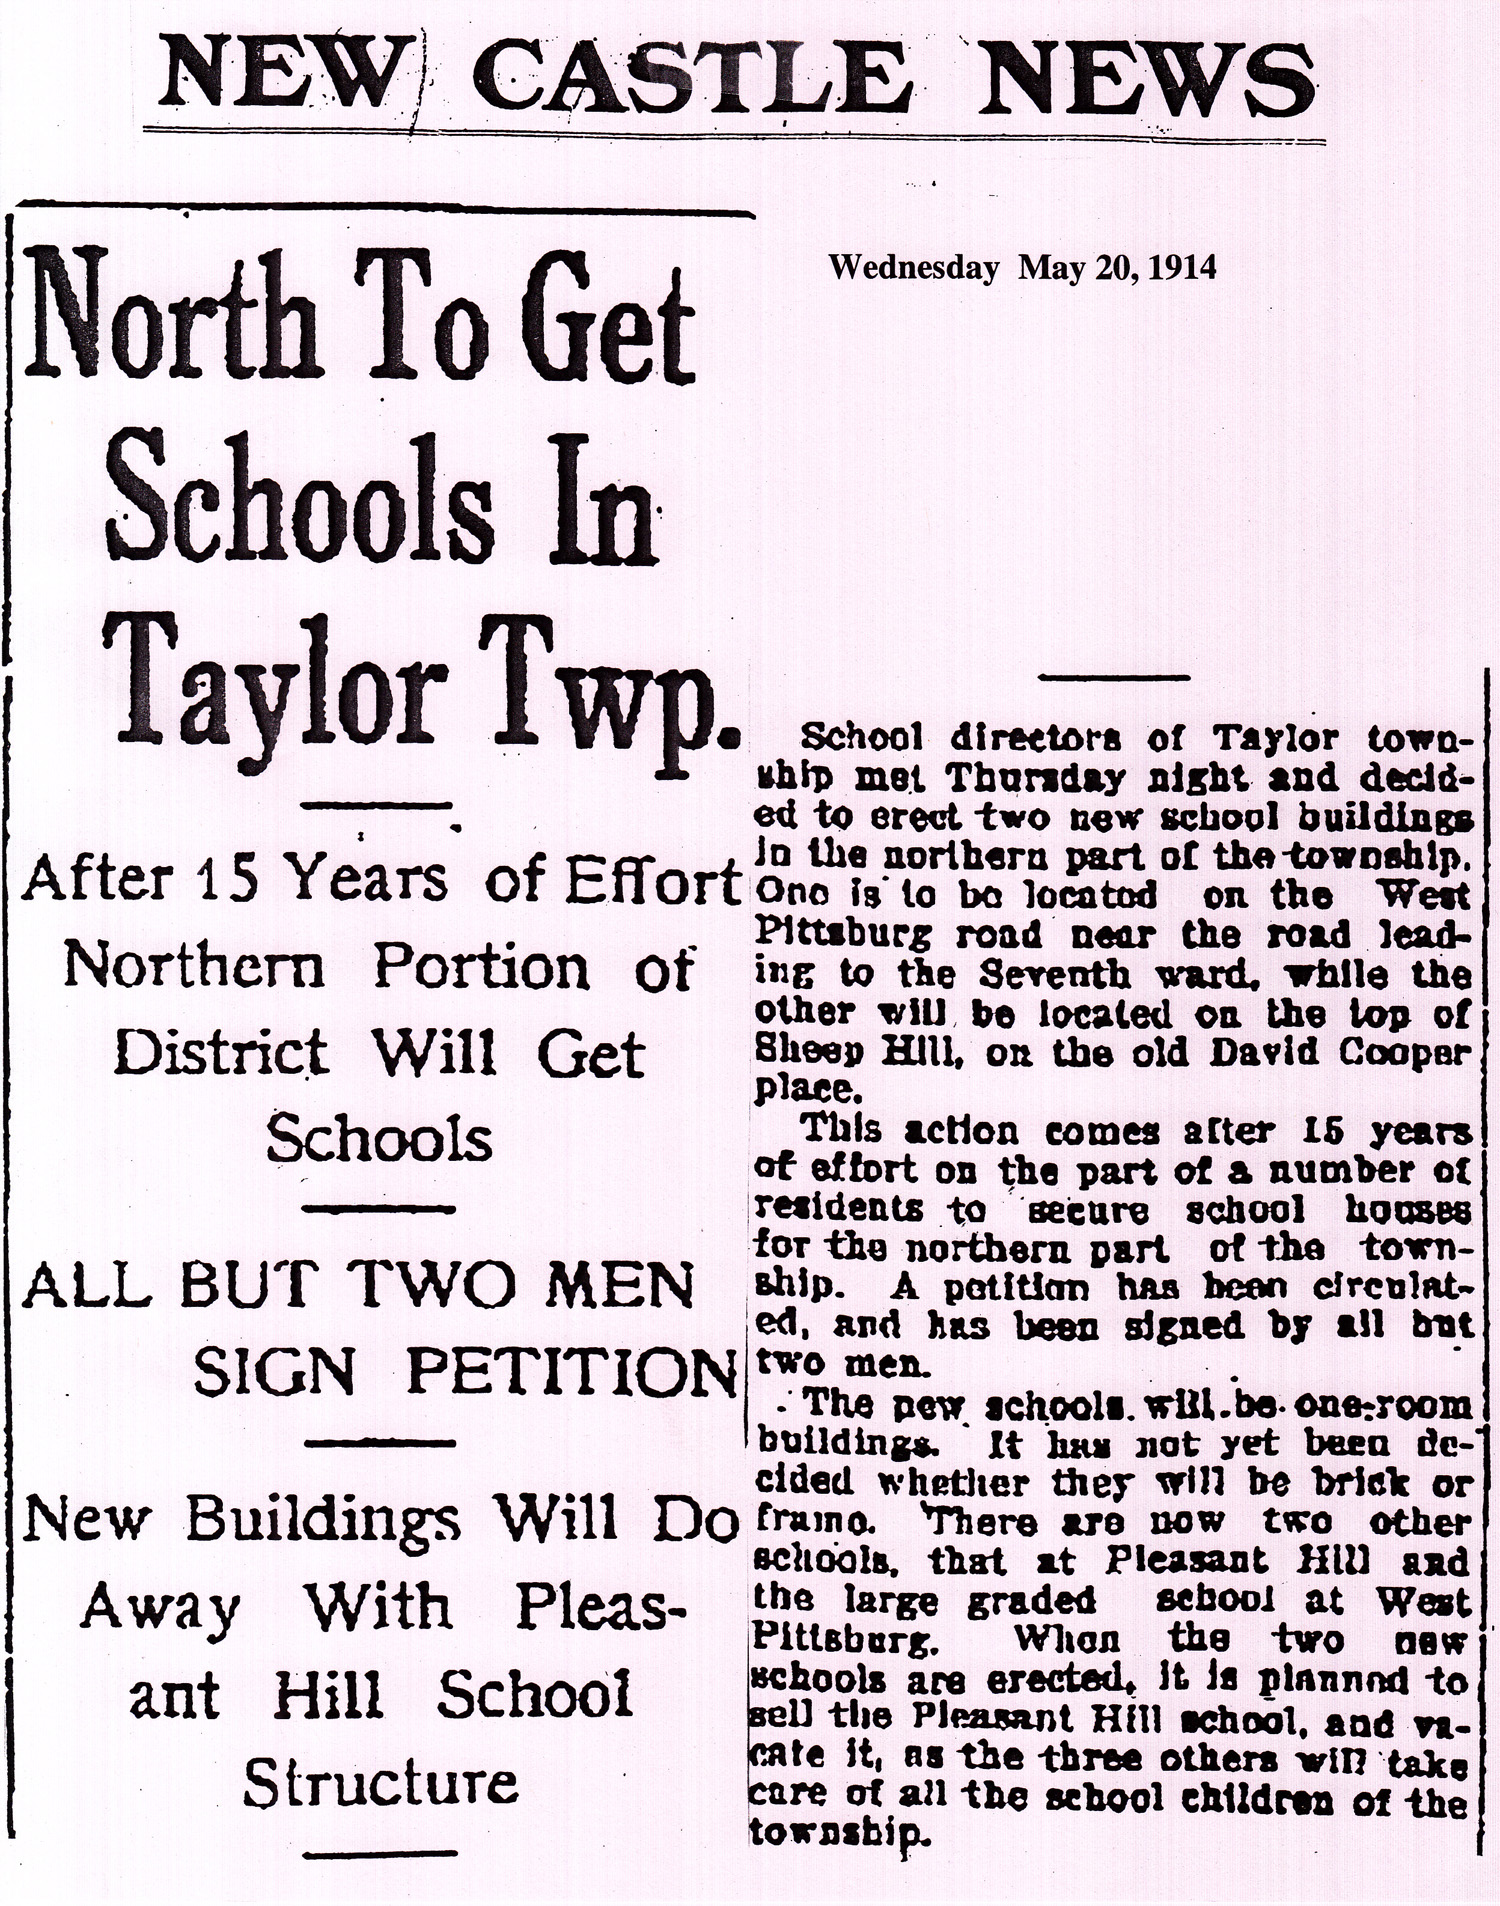 NEW CASTLE NEWS
Wednesday May 20, 1914
North To Get
Schools In
Taylor Twp.
After 15 Years of Effort
Northern Portion of
District Will Get
Schools
ALL BUT TWO MEN
SIGN PETITION
New Buildings Will Do
Away With Pleas-
ant Hill School
Structure
School directors of Taylor town-
ship met Thursday night and decid-
ed to erect two new school buildings
in the northern part of the township.
One is to be located on the West
Pittsburg road near the road lead-
ing to the Seventh ward, while the
other will be located on the top of
Sheep Hill, on the old David Cooper
place.
This action comes after 15 years
of effort on the part of a number of
residents to secure school houses
for the northern part of the town-
ship. A petition has been circulat-
ed, and has been signed by all but
two men.
The new schools will be one-room
buildings. It has not yet been de-
cided whether they will be brick or
frame. There are now two other
schools, that at Pleasant Hill and
the large graded school at West
Pittsburg. When the two new
schools are erected, it is planned to
sell the Pleasant Hill school, and va-
cate it, as the three others will take
care of all the school children of the
township.